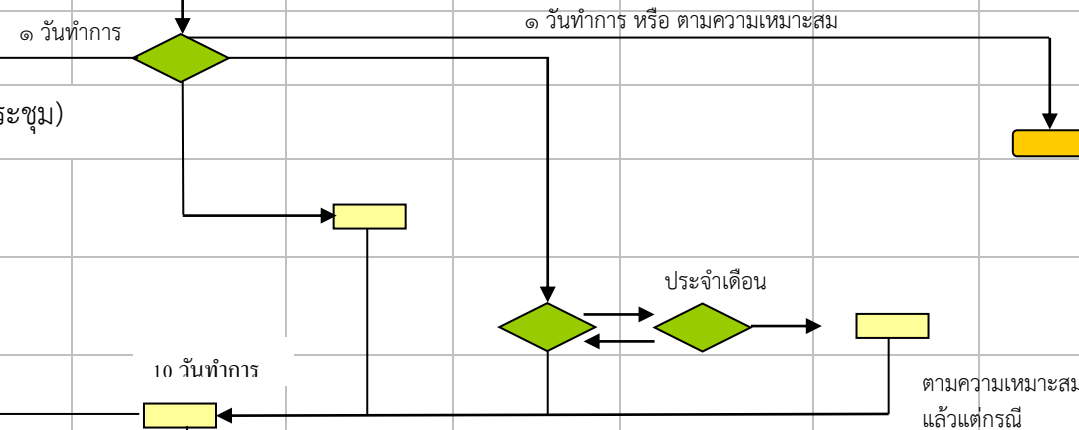 ๑ วันทำการ หรือ ตามความเหมาะสม
๑ วันทำการ
ระชุม)
ประจำเดือน
10 วันทำการ
ตามความเหมาะสม
แล้วแต่กรณี